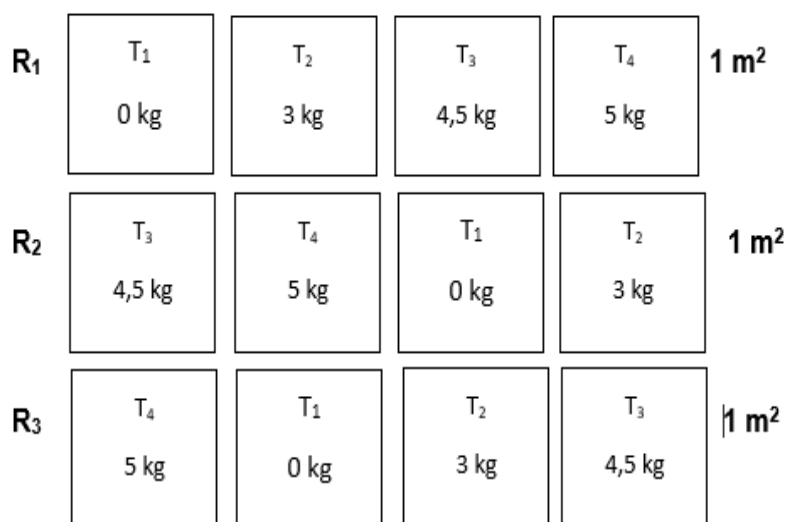 R₁ T₁ T₂ T₃ T₄ 1 m²
0 kg 3 kg 4,5 kg 5 kg
R₂ T₃ T₄ T₁ T₂ 1 m²
4,5 kg 5 kg 0 kg 3 kg
R₃ T₄ T₁ T₂ T₃ 1 m²
5 kg 0 kg 3 kg 4,5 kg